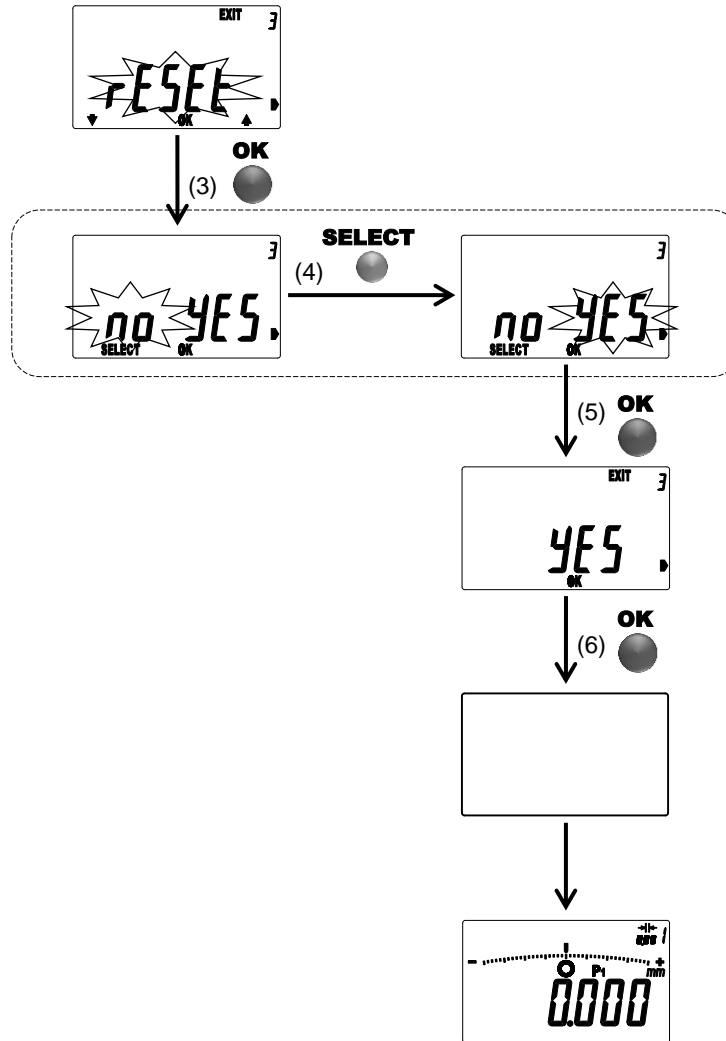 EXIT 3
rESEt
OK
OK
(3)
SELECT
3
(4)
3
no YES
SELECT OK
no YES
SELECT OK
(5) OK
EXIT 3
YES
OK
OK
(6)
1
- +
P1 mm
0.000